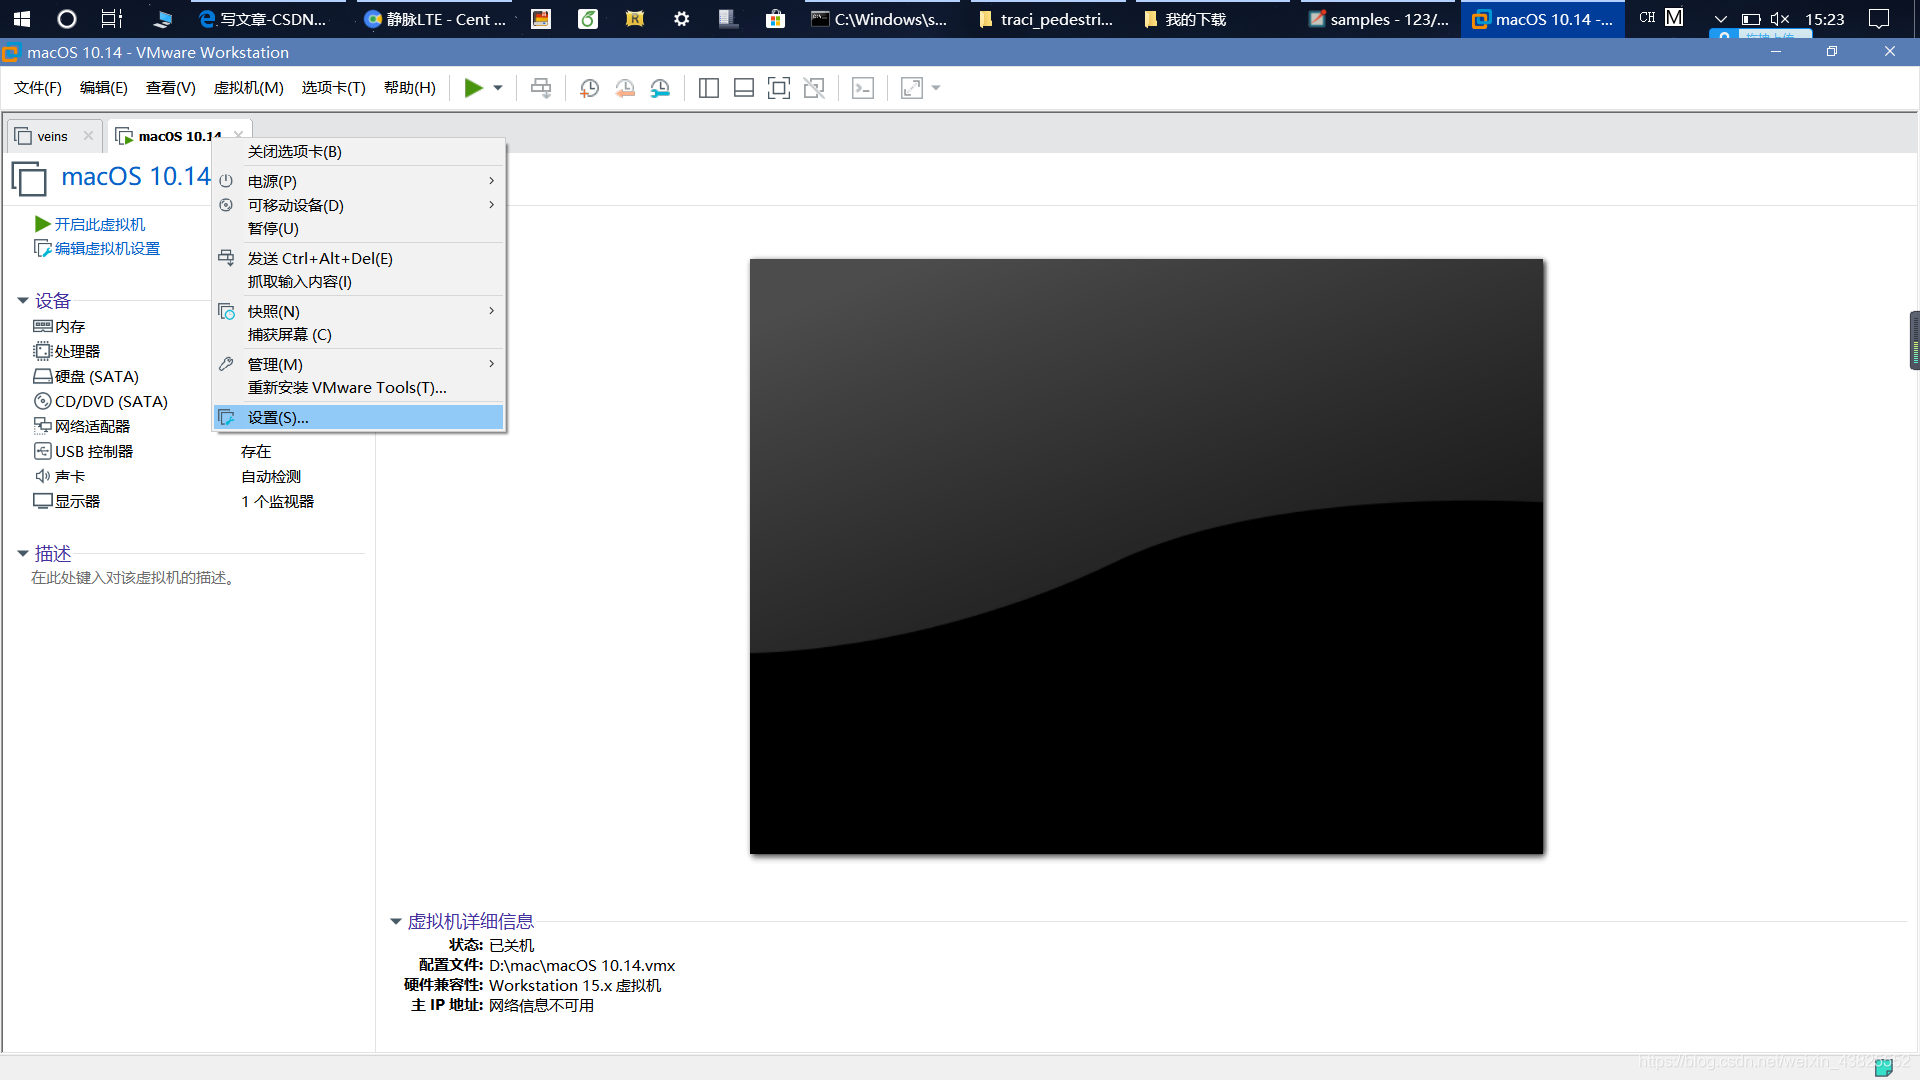 写文章-CSDN...
静脉LTE - Cent ...
C:\Windows\s...
traci_pedestri...
我的下载
samples - 123/...
macOS 10.14 -...
CH
M
15:23
macOS 10.14 - VMware Workstation
文件(F)
编辑(E)
查看(V)
虚拟机(M)
选项卡(T)
帮助(H)
veins
macOS 10.14
macOS 10.14
开启此虚拟机
编辑虚拟机设置
设备
内存
处理器
硬盘 (SATA)
CD/DVD (SATA)
网络适配器
USB 控制器 存在
声卡 自动检测
显示器 1 个监视器
描述
在此处键入对该虚拟机的描述。
关闭选项卡(B)
电源(P)
可移动设备(D)
暂停(U)
发送 Ctrl+Alt+Del(E)
抓取输入内容(I)
快照(N)
捕获屏幕 (C)
管理(M)
重新安装 VMware Tools(T)...
设置(S)...
虚拟机详细信息
状态: 已关机
配置文件: D:\mac\macOS 10.14.vmx
硬件兼容性: Workstation 15.x 虚拟机
主 IP 地址: 网络信息不可用